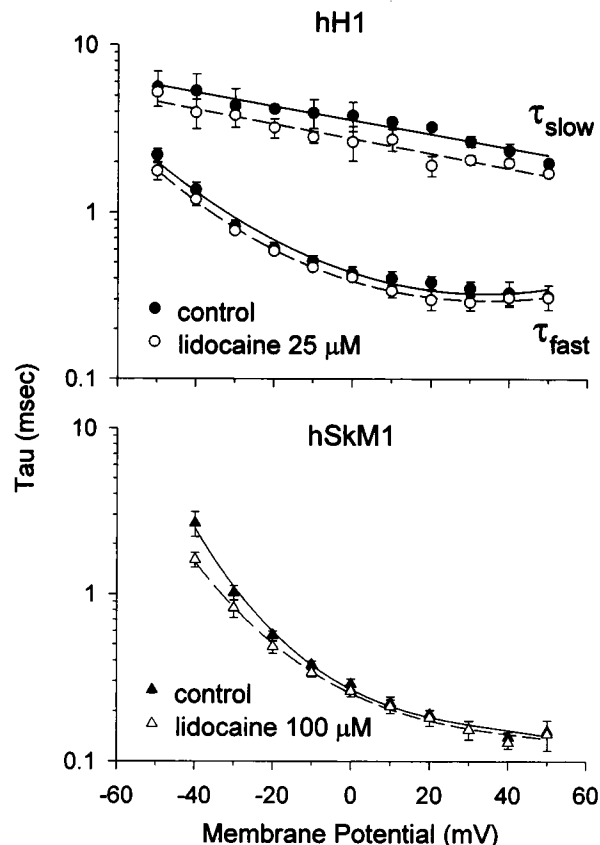 hH1
10
1
0.1
τslow
τfast
control
lidocaine 25 μM
Tau (msec)
hSkM1
10
1
0.1
control
lidocaine 100 μM
-60 -40 -20 0 20 40 60
Membrane Potential (mV)